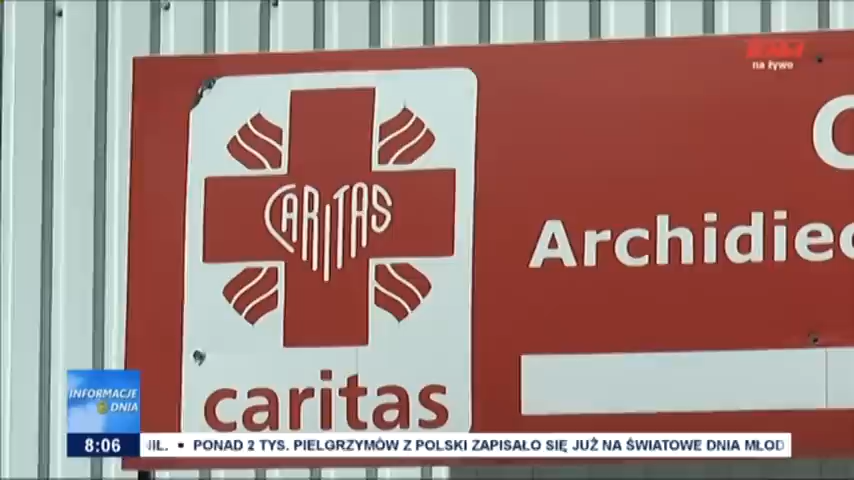 na żywo
C
CARITAS
Archidiec
caritas
INFORMACJE
DNIA
8:06
NIL. • PONAD 2 TYS. PIELGRZYMÓW Z POLSKI ZAPISAŁO SIĘ JUŻ NA ŚWIATOWE DNIA MŁOD